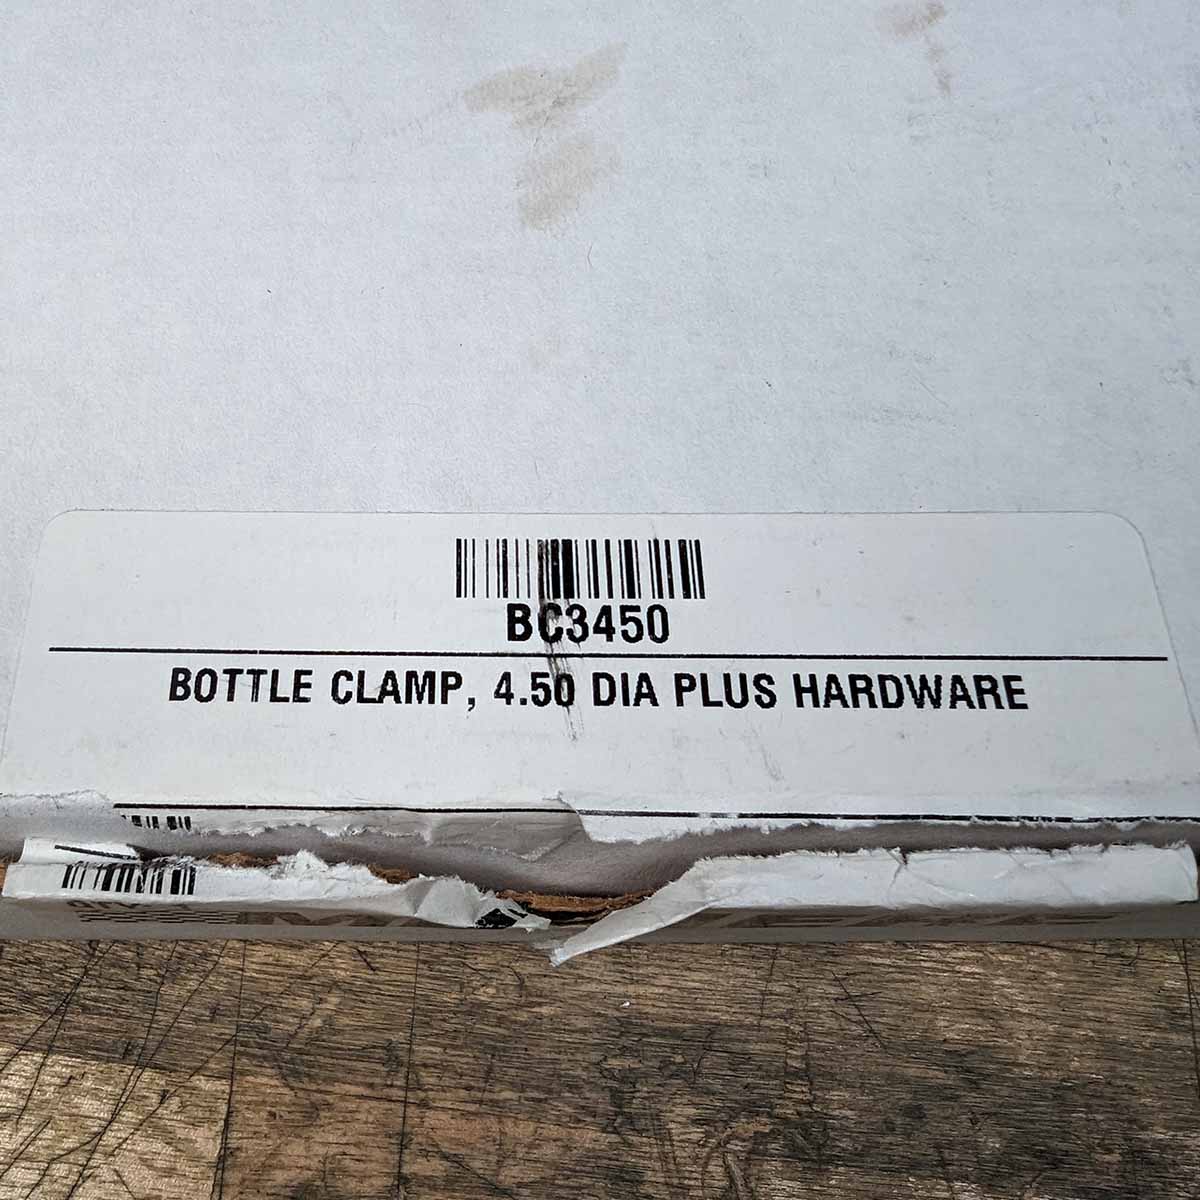 BC3450
BOTTLE CLAMP, 4.50 DIA PLUS HARDWARE